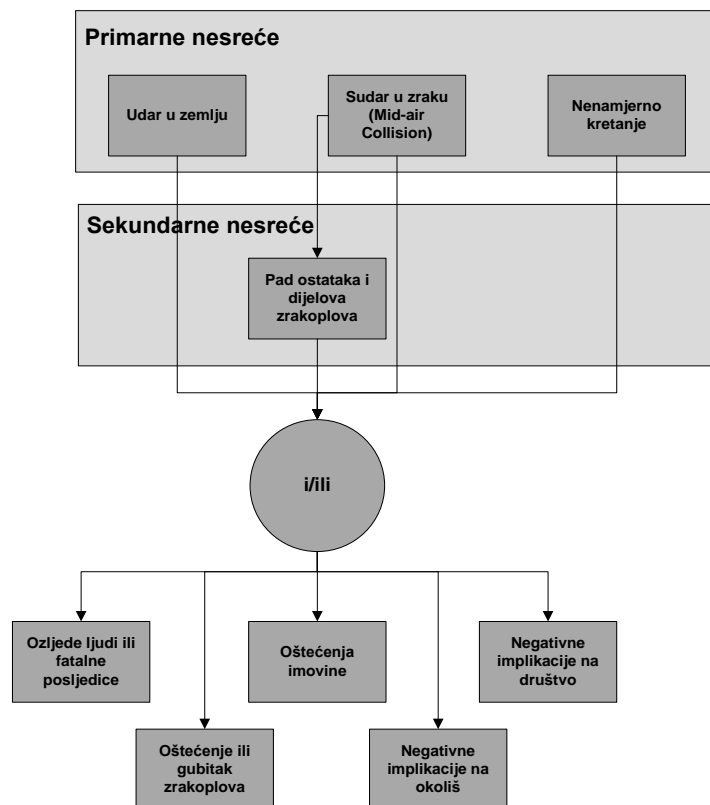 Primarne nesreće
Udar u zemlju
Sudar u zraku
(Mid-air
Collision)
Nenamjerno
kretanje
Sekundarne nesreće
Pad ostataka i
dijelova
zrakoplova
i/ili
Ozljede ljudi ili
fatalne
posljedice
Oštećenja
imovine
Negativne
implikacije na
društvo
Oštećenje ili
gubitak
zrakoplova
Negativne
implikacije na
okoliš